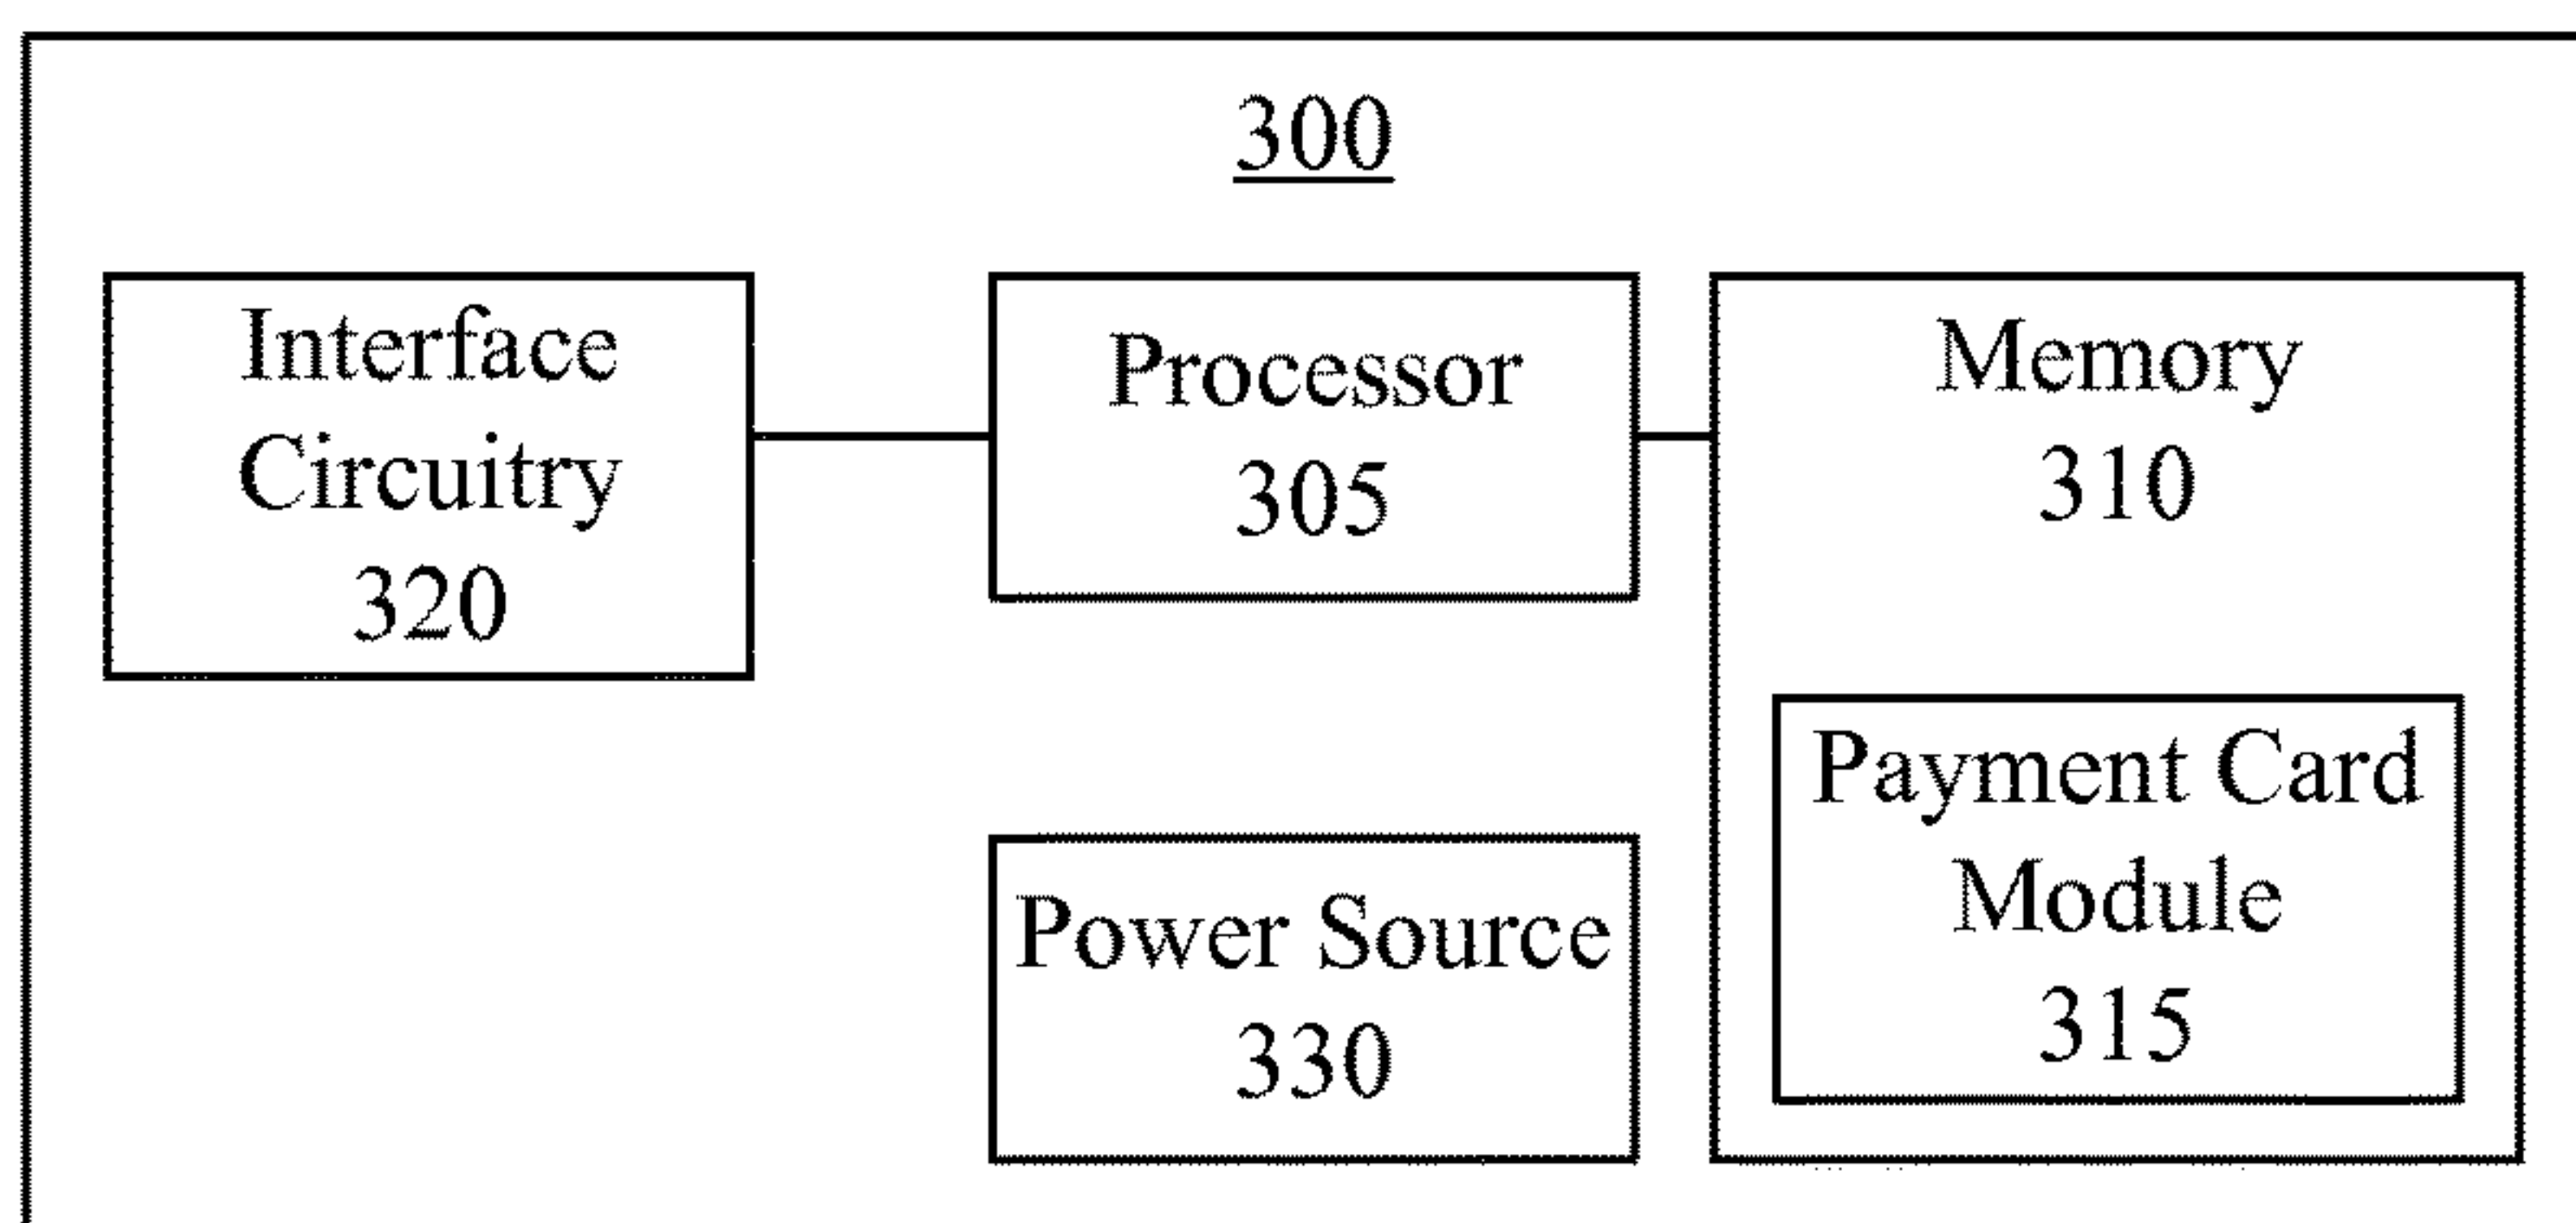 300
Interface
Circuitry
320
Processor
305
Memory
310
Payment Card
Module
315
Power Source
330